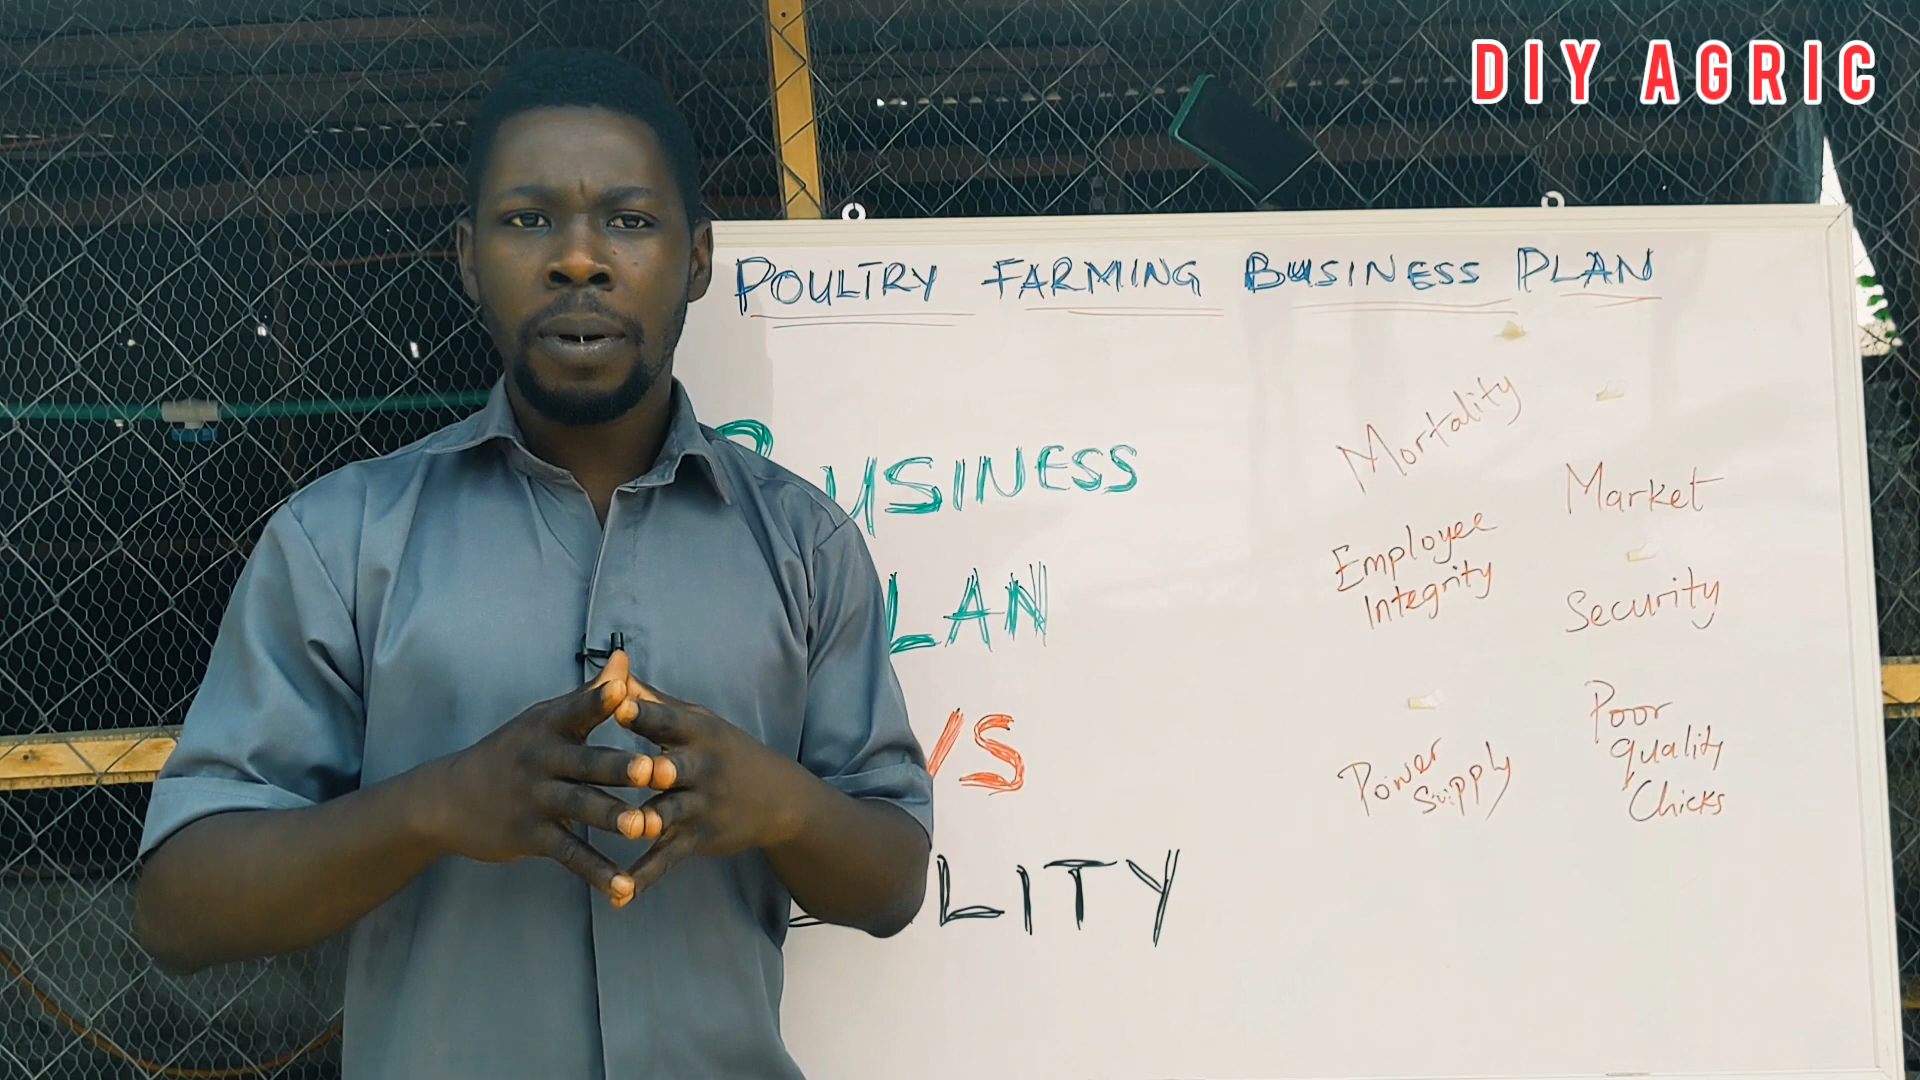 DIY AGRIC
POULTRY FARMING BUSINESS PLAN
BUSINESS
LAN
VS
LITY
Mortality
Employee
Integrity
Power
Supply
Market
Security
Poor
quality
Chicks